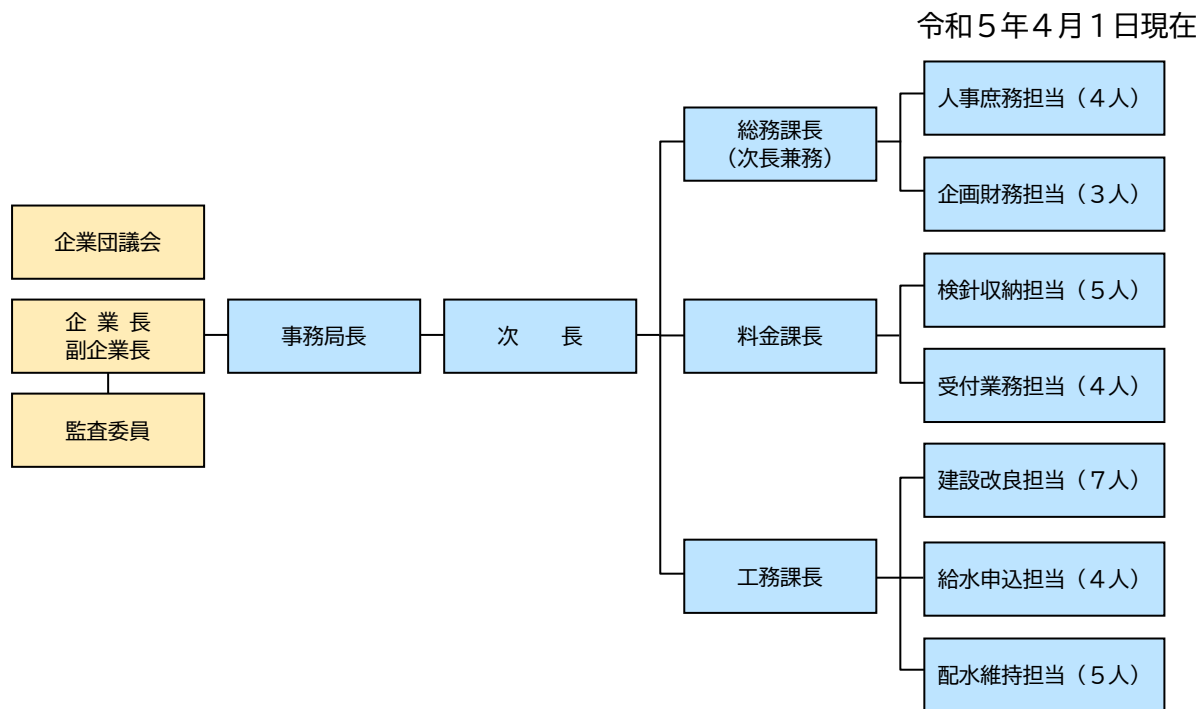 令和５年４月１日現在
企業団議会
企 業 長
副企業長
監査委員
事務局長
次　　長
総務課長
（次長兼務）
人事庶務担当（４人）
企画財務担当（３人）
料金課長
検針収納担当（５人）
受付業務担当（４人）
工務課長
建設改良担当（７人）
給水申込担当（４人）
配水維持担当（５人）